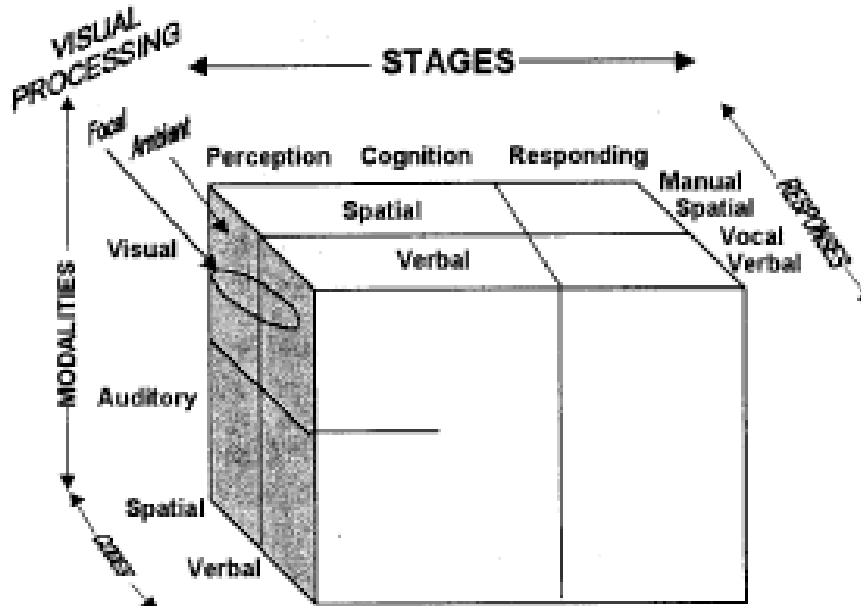 VISUAL
PROCESSING
STAGES
Focal
Ambient
Perception Cognition Responding
RESPONSES
Manual
Spatial
Spatial
Vocal
Verbal
Verbal
Visual
MODALITIES
Auditory
Spatial
CODES
Verbal